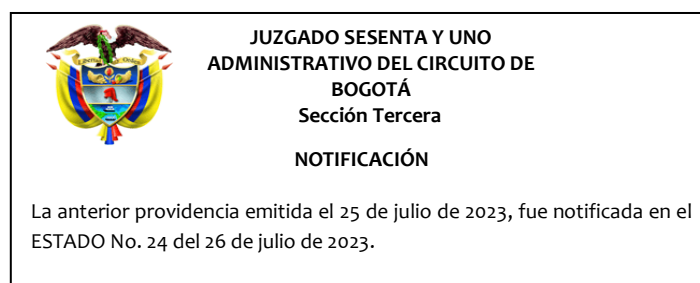 JUZGADO SESENTA Y UNO
ADMINISTRATIVO DEL CIRCUITO DE
BOGOTÁ
Sección Tercera
NOTIFICACIÓN
La anterior providencia emitida el 25 de julio de 2023, fue notificada en el
ESTADO No. 24 del 26 de julio de 2023.